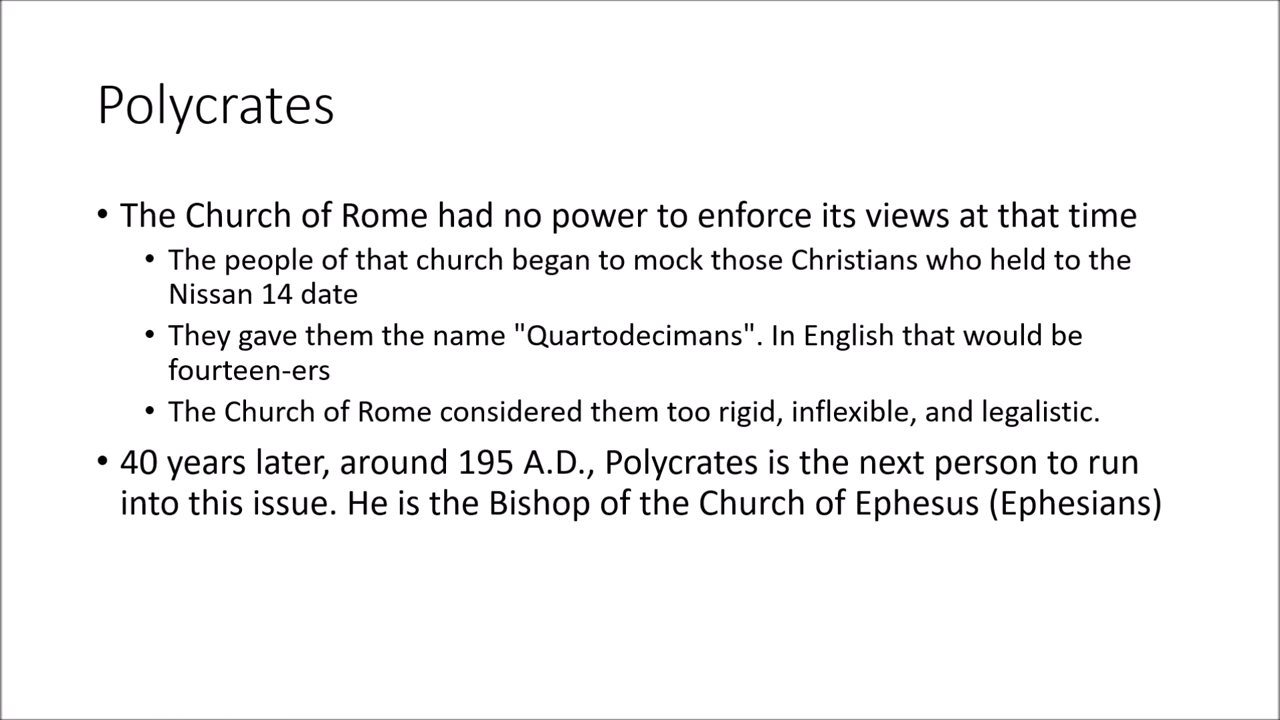 Polycrates
• The Church of Rome had no power to enforce its views at that time
• The people of that church began to mock those Christians who held to the
Nissan 14 date
• They gave them the name "Quartodecimans". In English that would be
fourteen-ers
• The Church of Rome considered them too rigid, inflexible, and legalistic.
• 40 years later, around 195 A.D., Polycrates is the next person to run
into this issue. He is the Bishop of the Church of Ephesus (Ephesians)